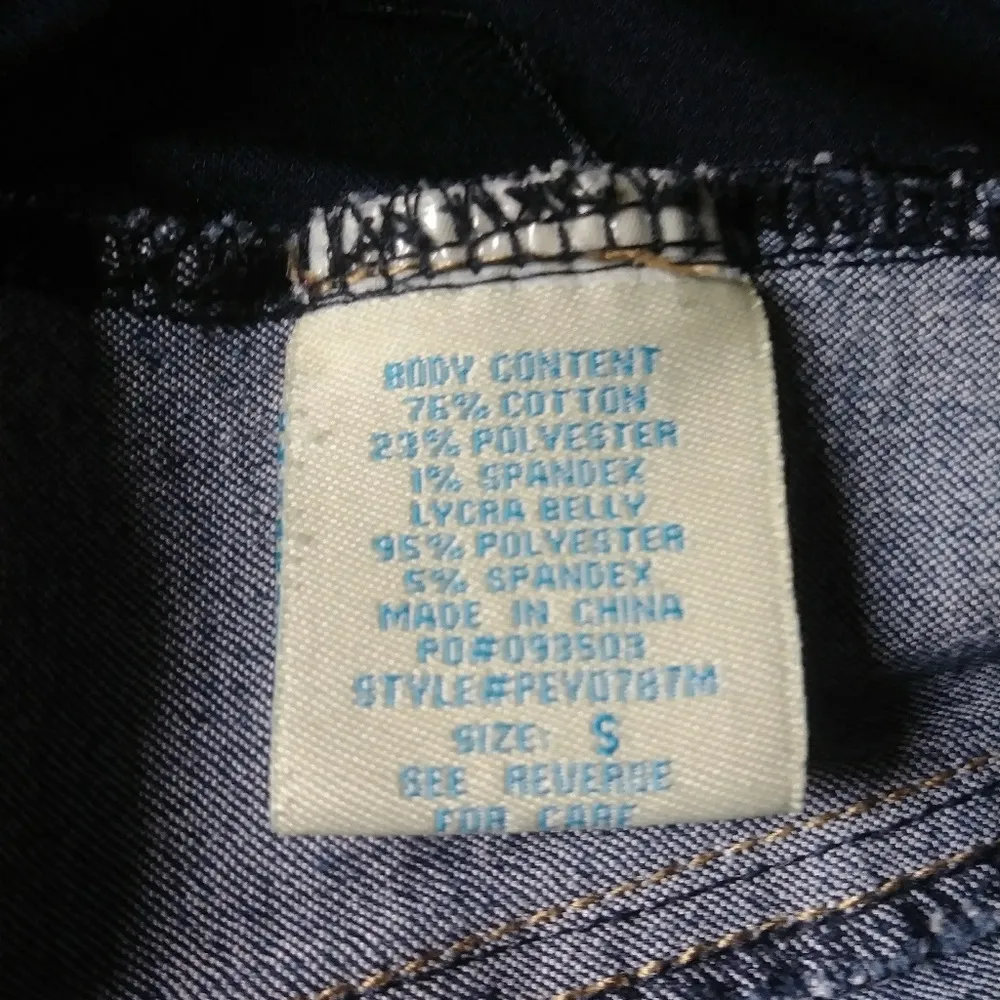 BODY CONTENT
76% COTTON
23% POLYESTER
1% SPANDEX
LYCRA BELLY
95% POLYESTER
5% SPANDEX
MADE IN CHINA
PO#093503
STYLE#PEV0787M
SIZE: S
SEE REVERSE
FOR CARE